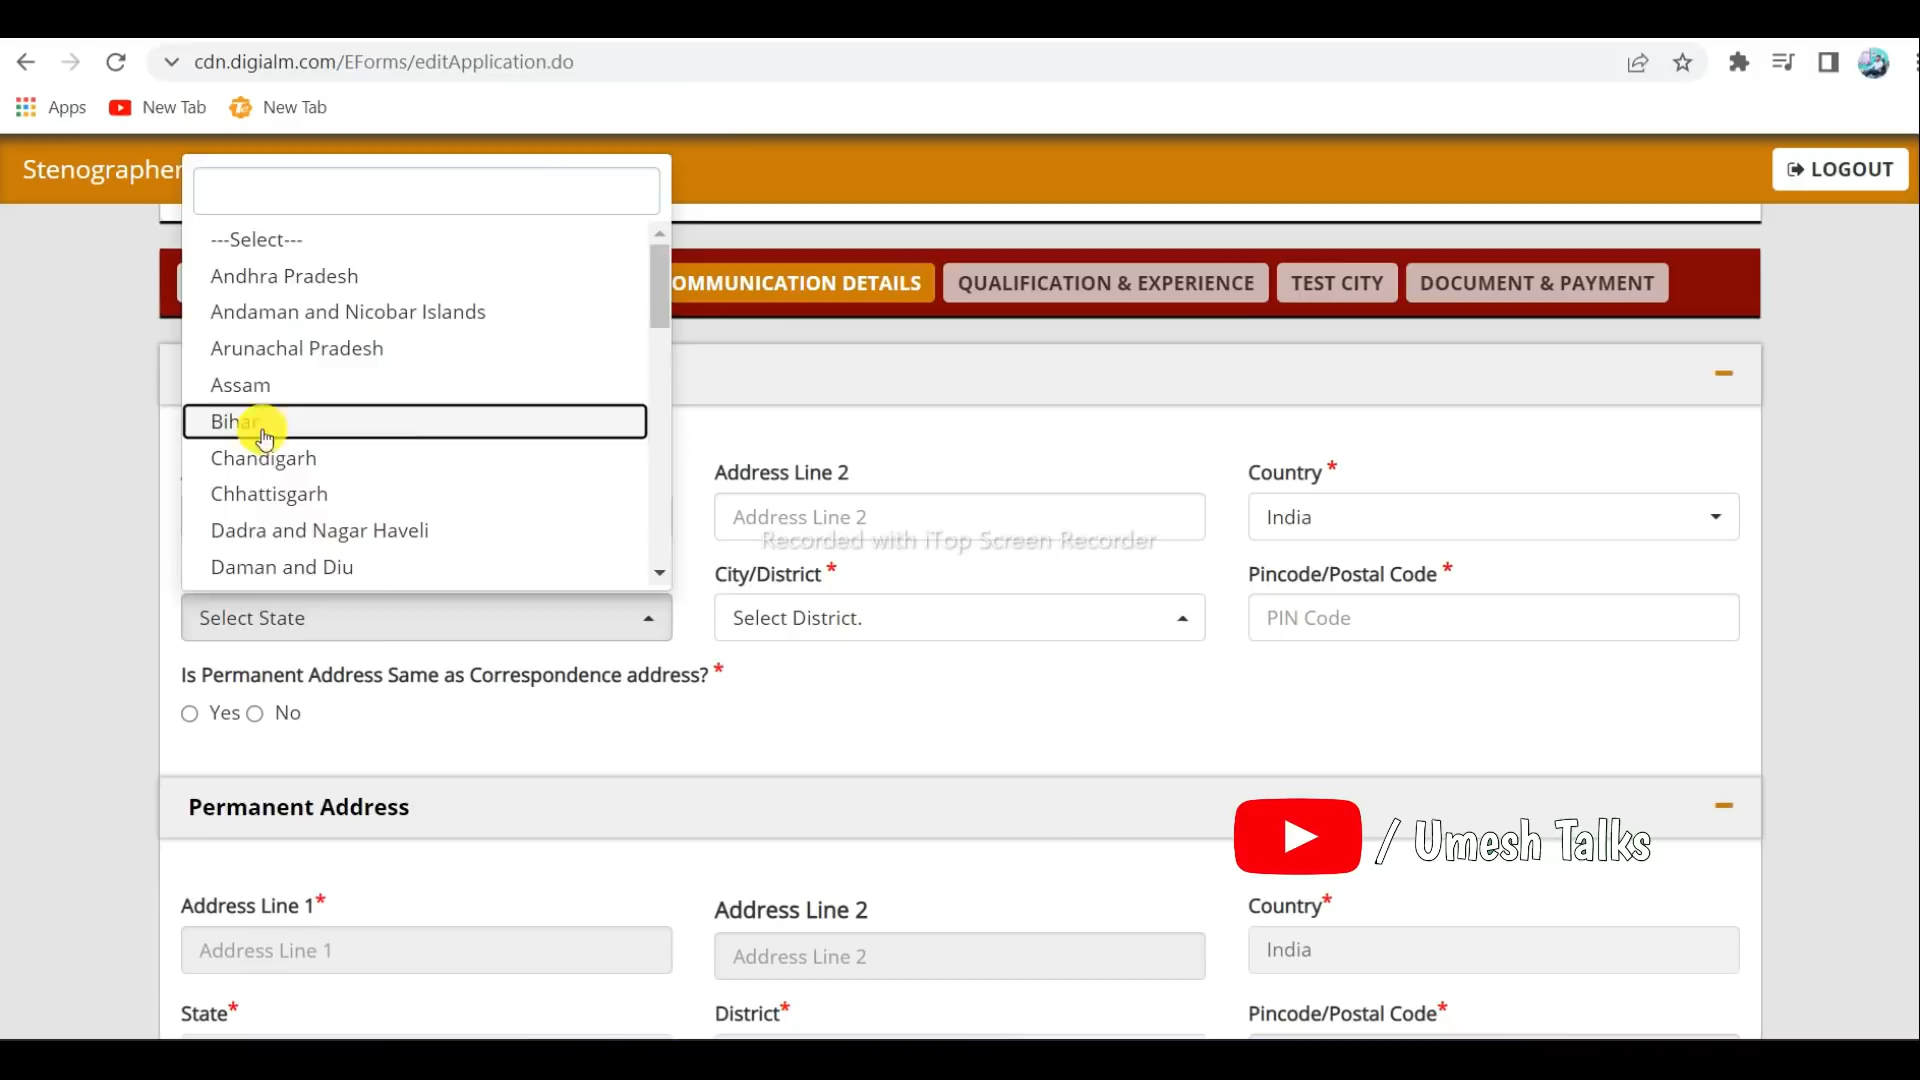 cdn.digialm.com/EForms/editApplication.do
Apps New Tab New Tab
Stenographer
LOGOUT
---Select---
Andhra Pradesh
Andaman and Nicobar Islands
Arunachal Pradesh
Assam
Bihar
Chandigarh
Chhattisgarh
Dadra and Nagar Haveli
Daman and Diu
OMMUNICATION DETAILS QUALIFICATION & EXPERIENCE TEST CITY DOCUMENT & PAYMENT
Address Line 2 Country *
Address Line 2 India
Recorded with iTop Screen Recorder
City/District * Pincode/Postal Code *
Select State Select District. PIN Code
Is Permanent Address Same as Correspondence address? *
Yes No
Permanent Address
/ Umesh Talks
Address Line 1* Address Line 2 Country*
Address Line 1 Address Line 2 India
State* District* Pincode/Postal Code*